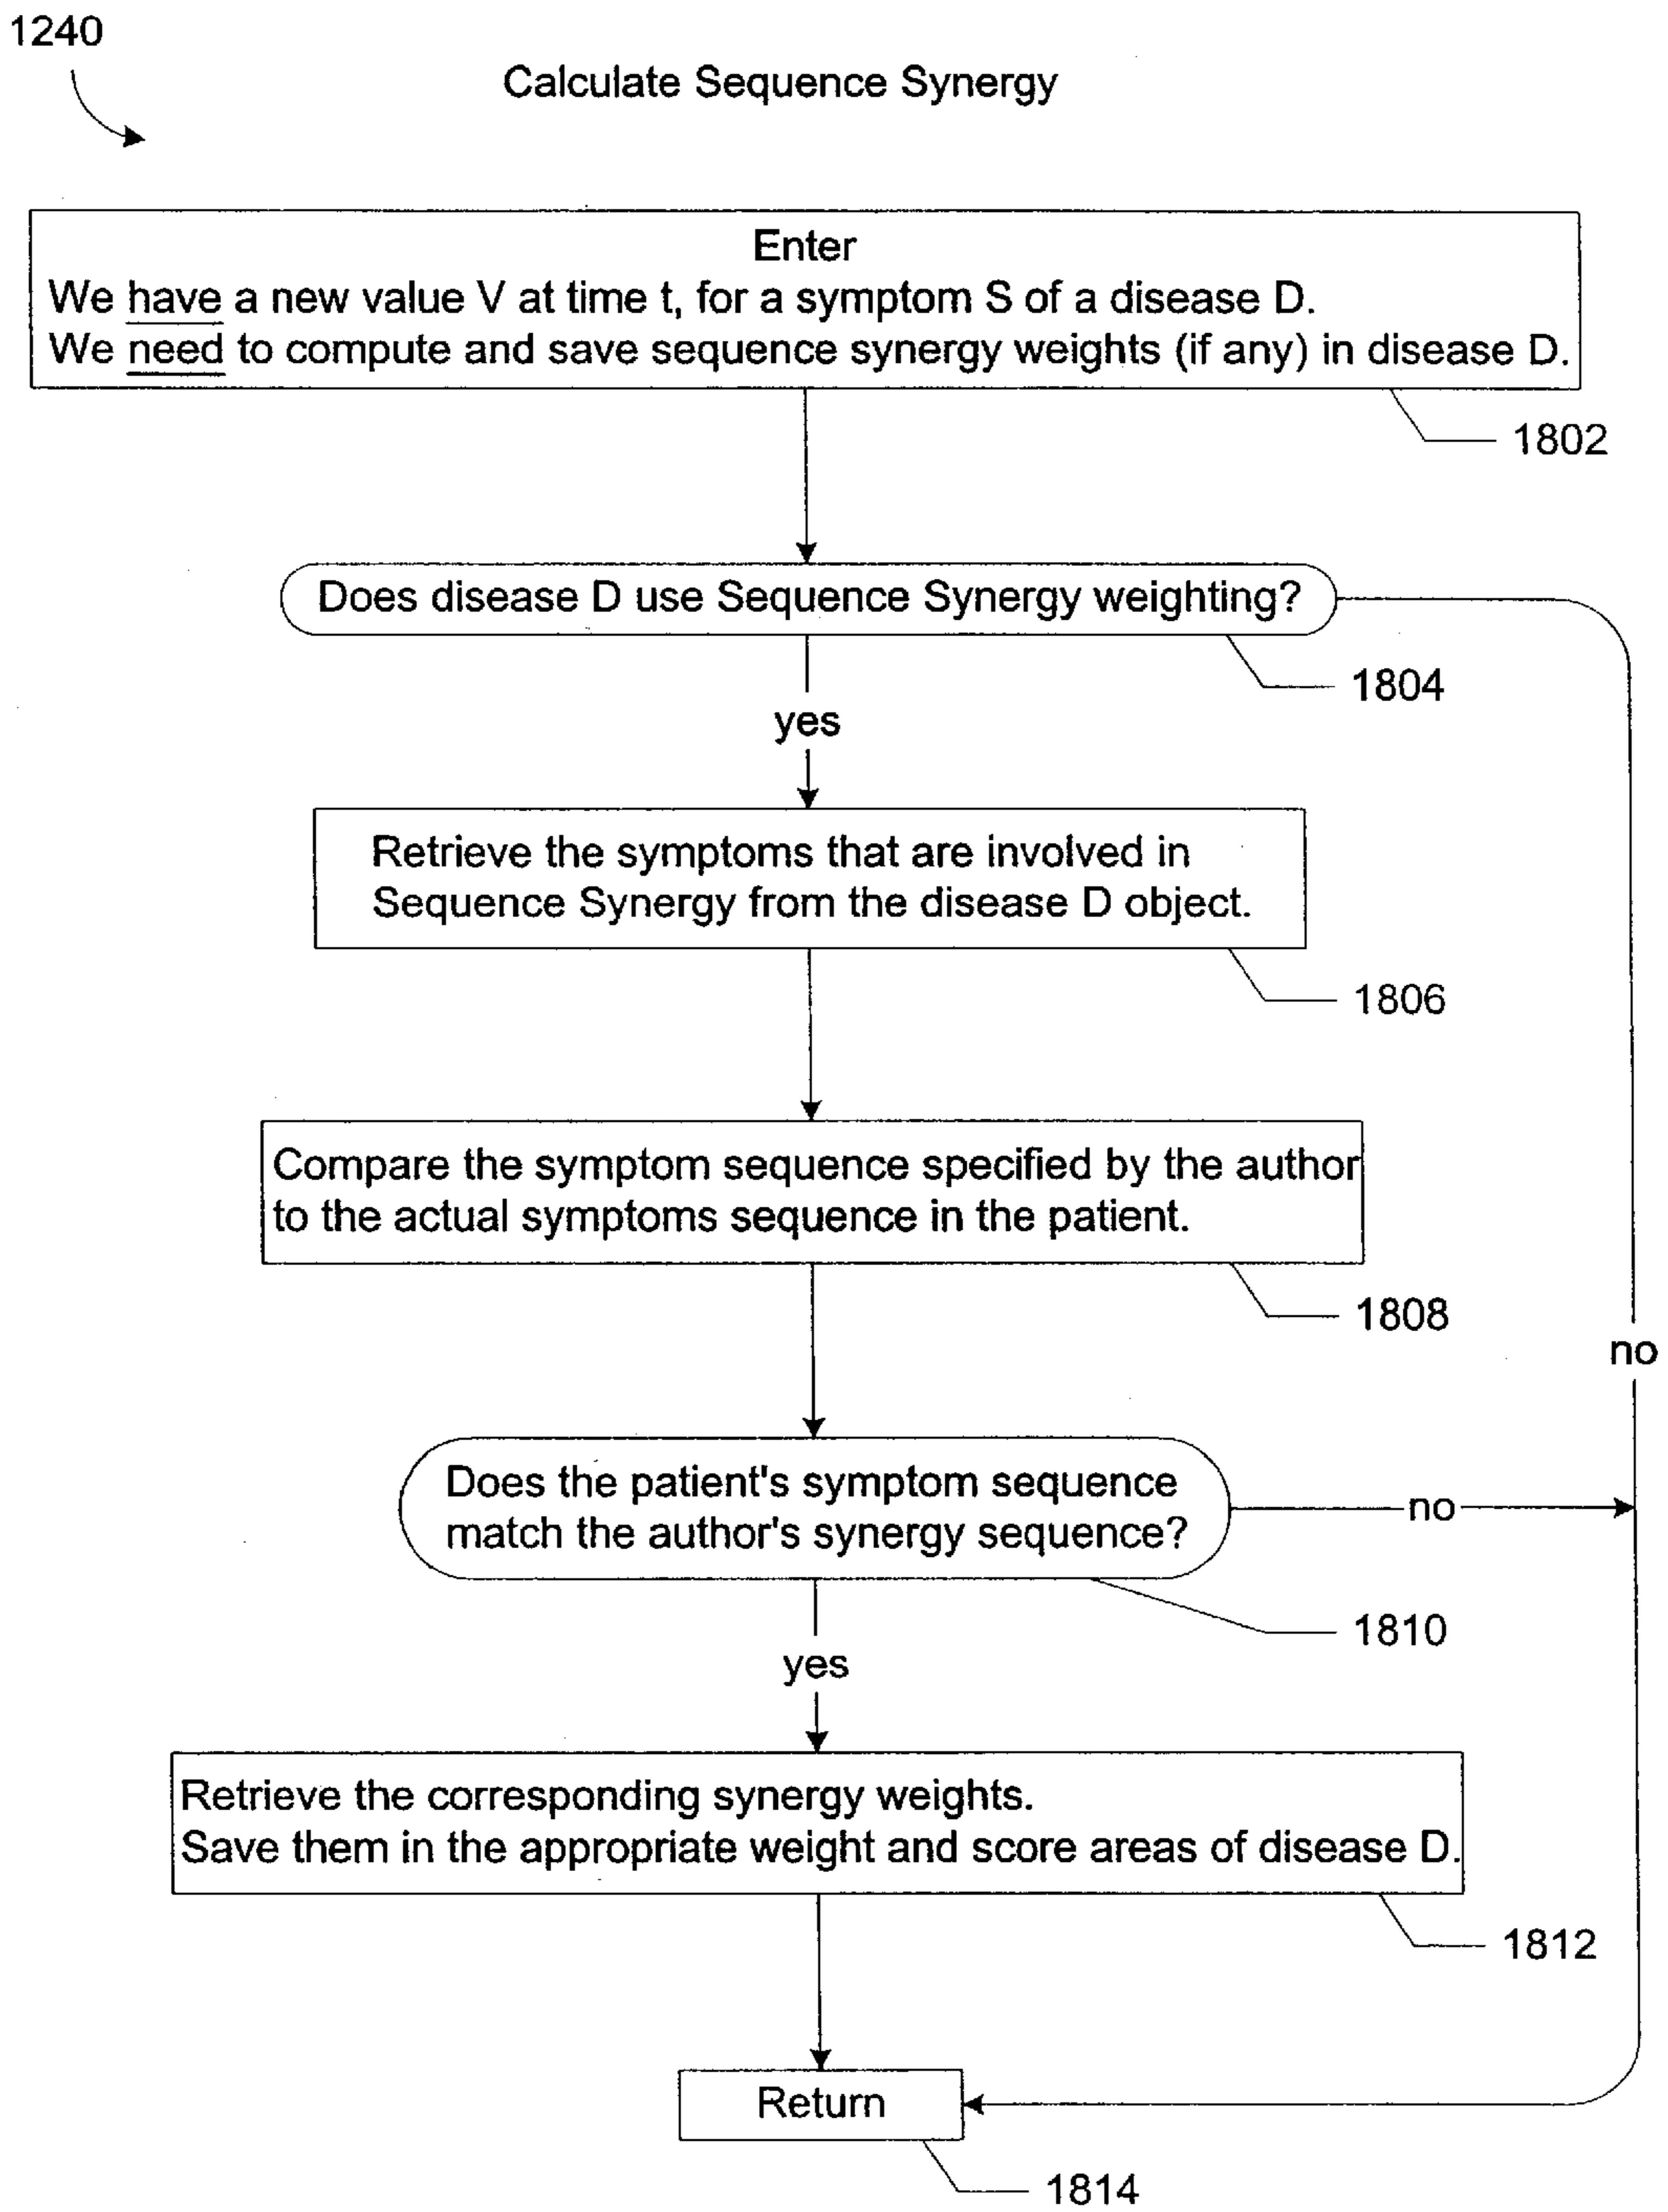 1240
Calculate Sequence Synergy
Enter
We have a new value V at time t, for a symptom S of a disease D.
We need to compute and save sequence synergy weights (if any) in disease D.
1802
Does disease D use Sequence Synergy weighting?
1804
yes
Retrieve the symptoms that are involved in
Sequence Synergy from the disease D object.
1806
Compare the symptom sequence specified by the author
to the actual symptoms sequence in the patient.
1808
no
Does the patient's symptom sequence
match the author's synergy sequence?
no
1810
yes
Retrieve the corresponding synergy weights.
Save them in the appropriate weight and score areas of disease D.
1812
Return
1814